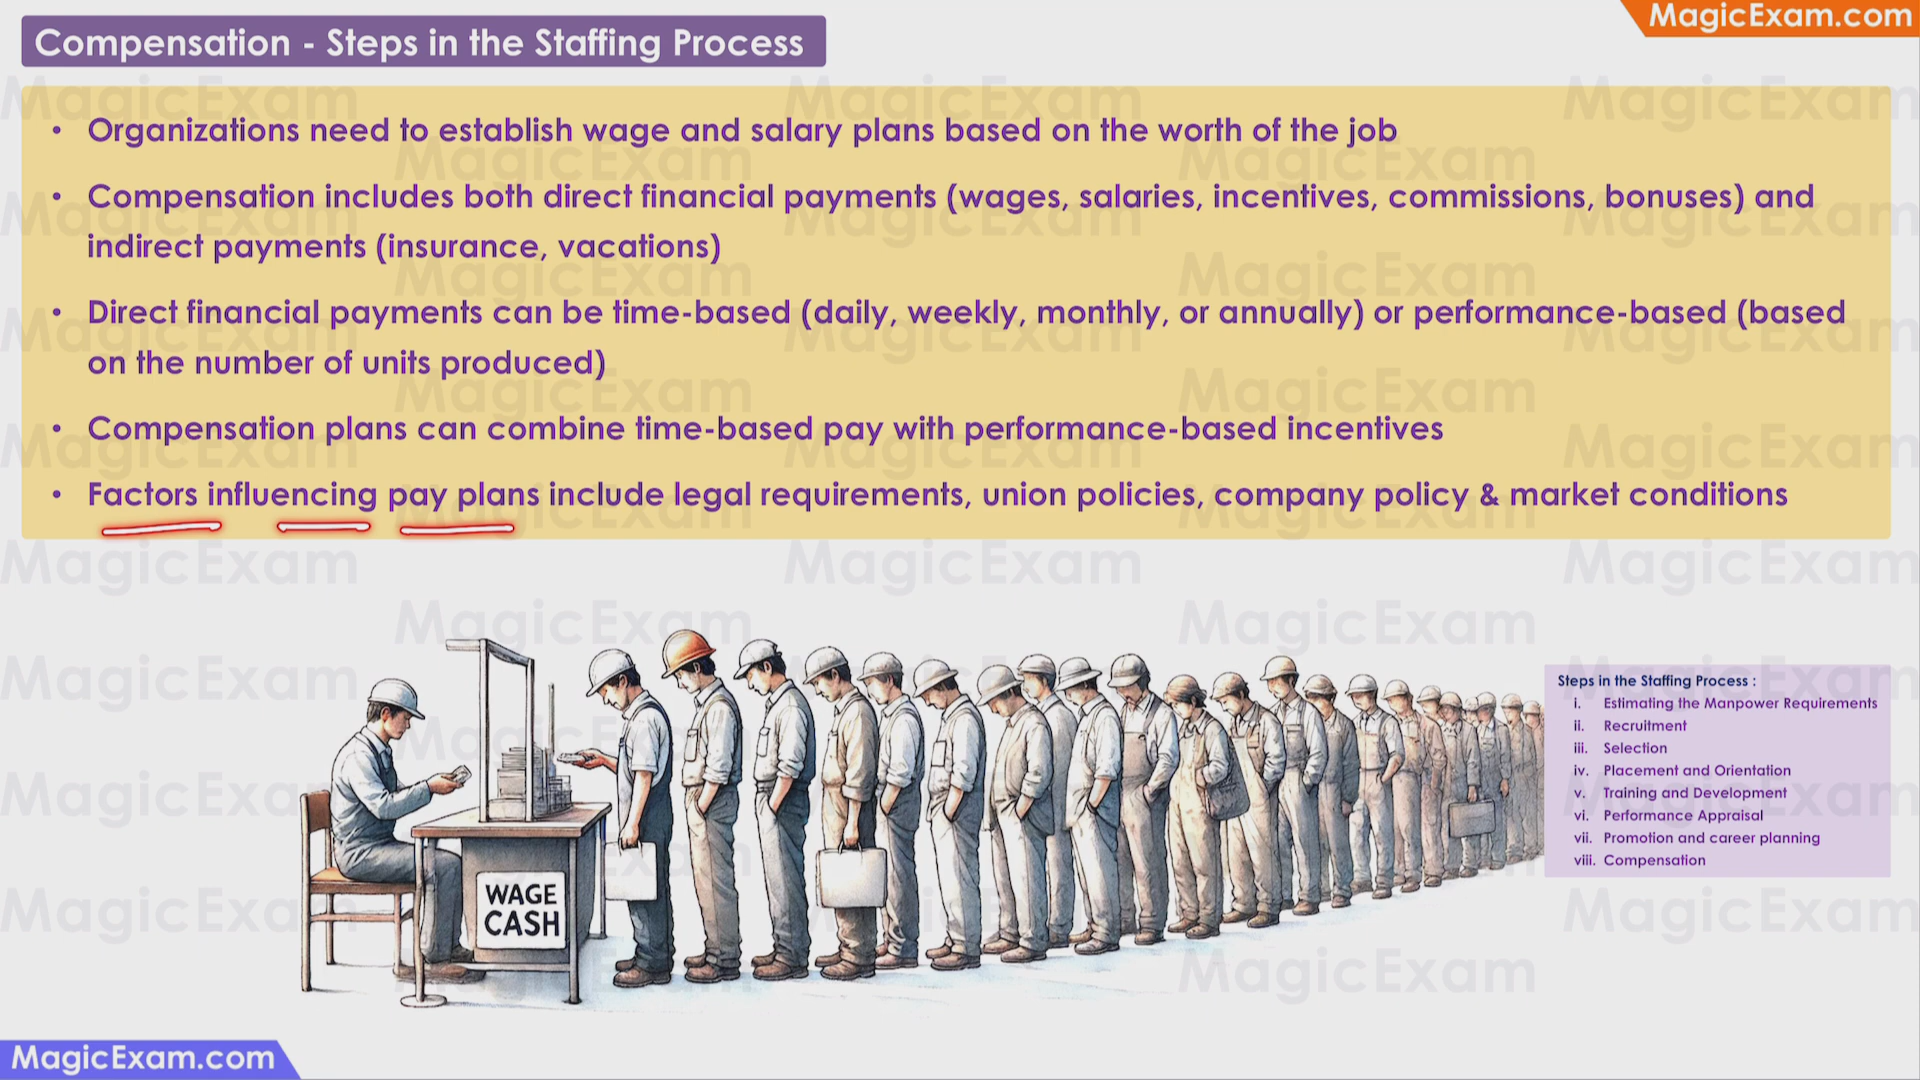 Compensation - Steps in the Staffing Process
MagicExam.com
• Organizations need to establish wage and salary plans based on the worth of the job
• Compensation includes both direct financial payments (wages, salaries, incentives, commissions, bonuses) and
indirect payments (insurance, vacations)
• Direct financial payments can be time-based (daily, weekly, monthly, or annually) or performance-based (based
on the number of units produced)
• Compensation plans can combine time-based pay with performance-based incentives
• Factors influencing pay plans include legal requirements, union policies, company policy & market conditions
WAGE
CASH
Steps in the Staffing Process :
i. Estimating the Manpower Requirements
ii. Recruitment
iii. Selection
iv. Placement and Orientation
v. Training and Development
vi. Performance Appraisal
vii. Promotion and career planning
viii. Compensation
MagicExam.com